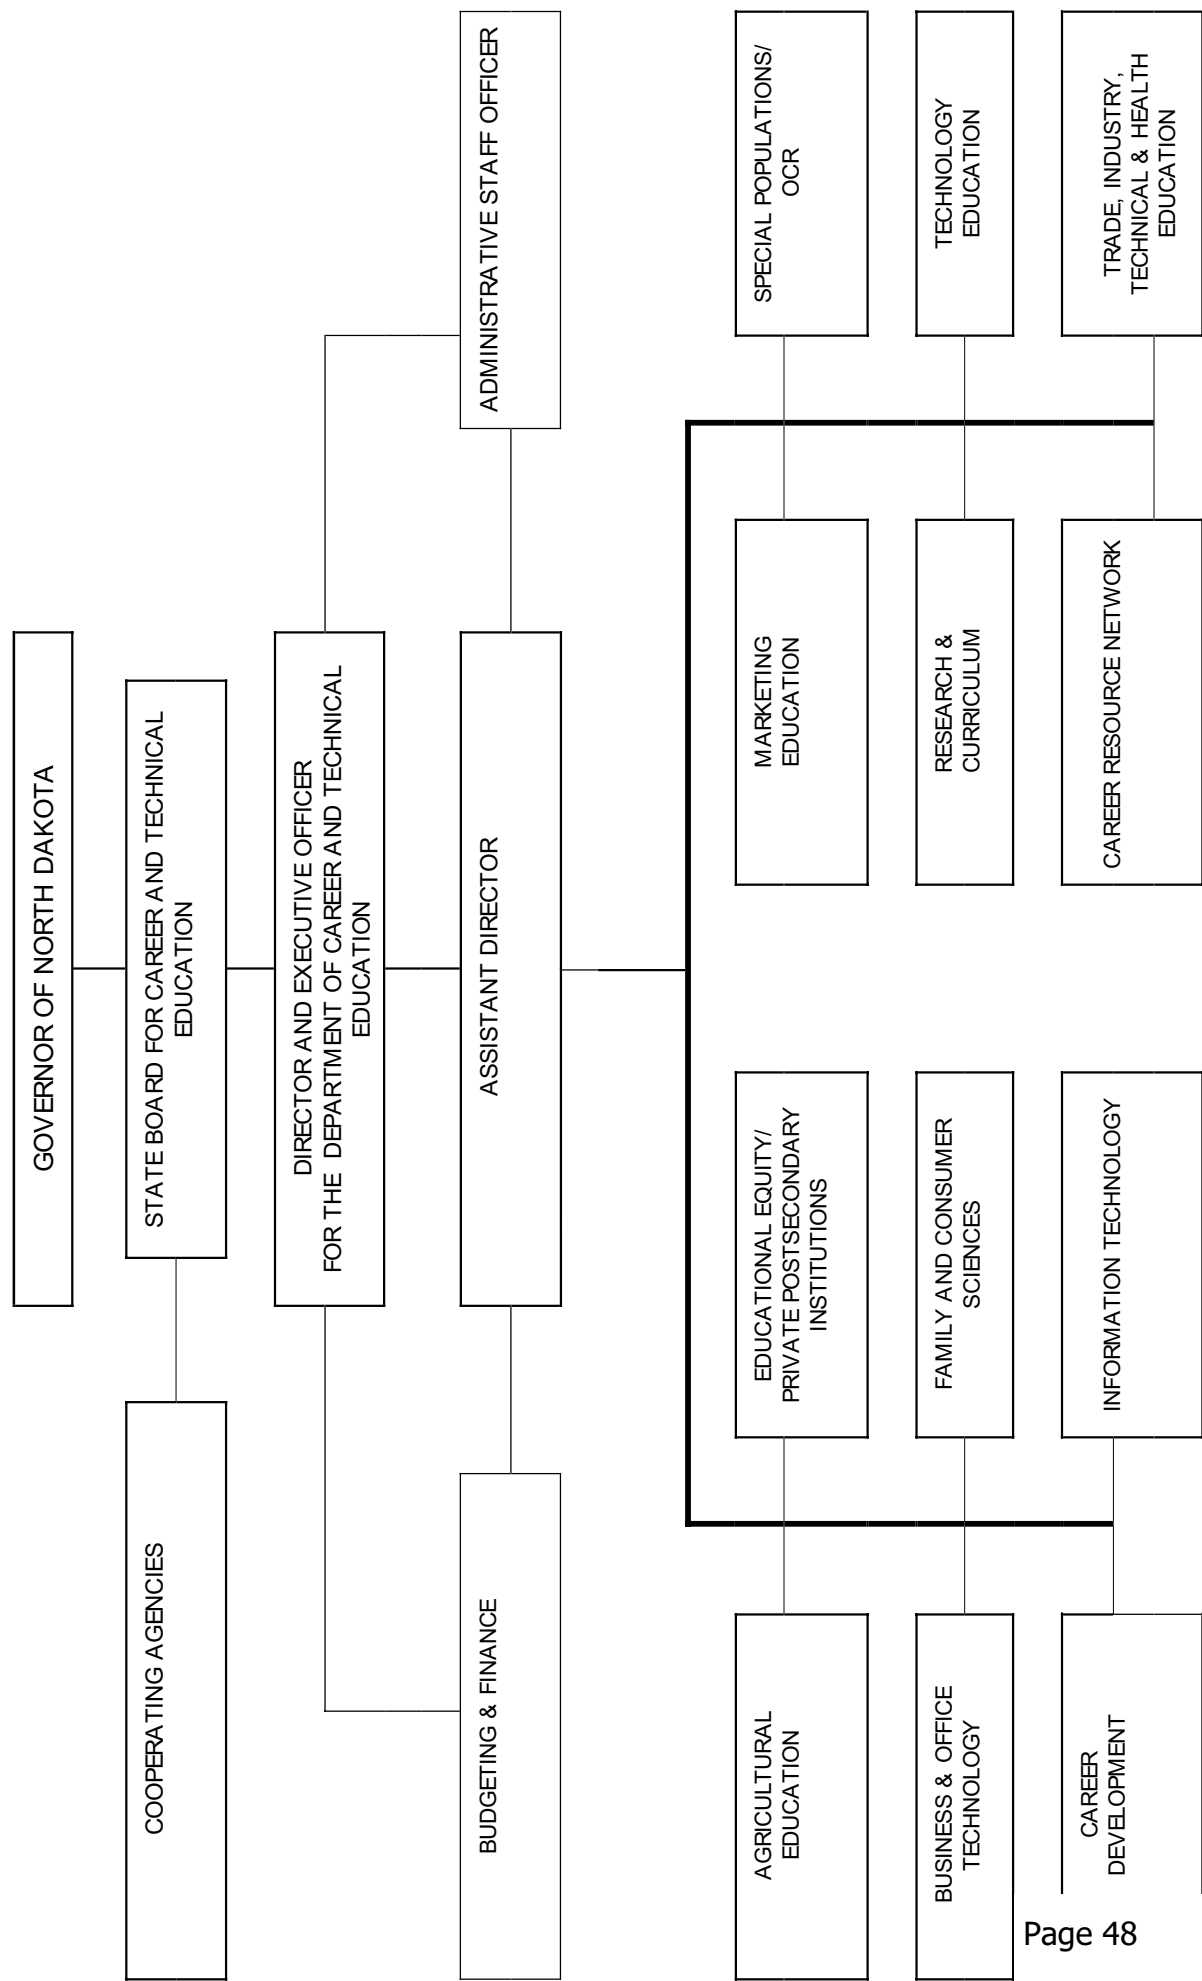 GOVERNOR OF NORTH DAKOTA
COOPERATING AGENCIES
STATE BOARD FOR CAREER AND TECHNICAL
EDUCATION
DIRECTOR AND EXECUTIVE OFFICER
FOR THE DEPARTMENT OF CAREER AND TECHNICAL
EDUCATION
BUDGETING & FINANCE
ASSISTANT DIRECTOR
ADMINISTRATIVE STAFF OFFICER
AGRICULTURAL
EDUCATION
EDUCATIONAL EQUITY/
PRIVATE POSTSECONDARY
INSTITUTIONS
MARKETING
EDUCATION
SPECIAL POPULATIONS/
OCR
BUSINESS & OFFICE
TECHNOLOGY
FAMILY AND CONSUMER
SCIENCES
RESEARCH &
CURRICULUM
TECHNOLOGY
EDUCATION
CAREER
DEVELOPMENT
INFORMATION TECHNOLOGY
CAREER RESOURCE NETWORK
TRADE, INDUSTRY,
TECHNICAL & HEALTH
EDUCATION
Page 48